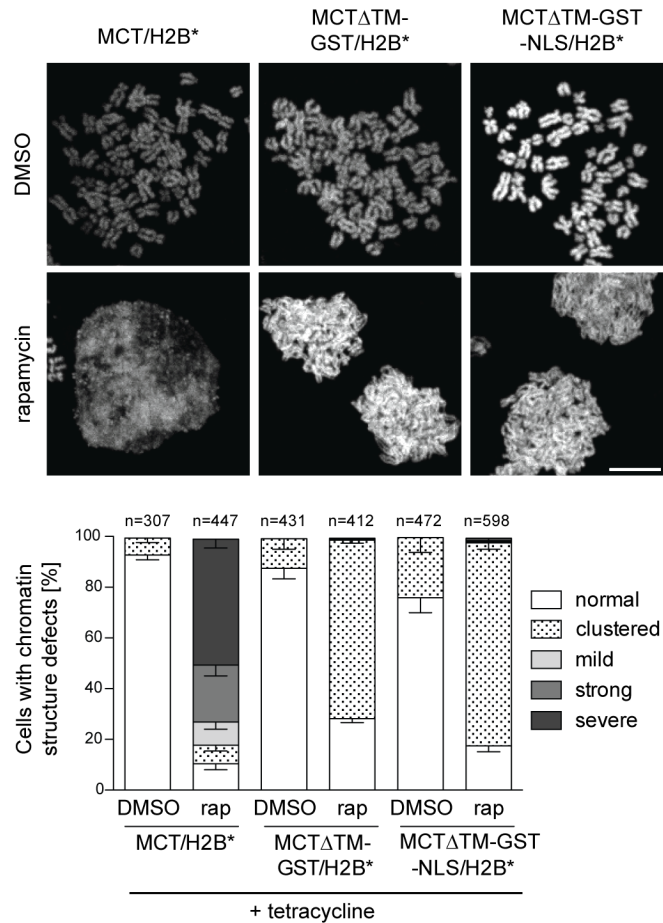 MCT/H2B*
MCTΔTM-
GST/H2B*
MCTΔTM-GST
-NLS/H2B*
DMSO
rapamycin
n=307
n=447
n=431
n=412
n=472
n=598
Cells with chromatin
structure defects [%]
100
80
60
40
20
0
normal
clustered
mild
strong
severe
DMSO
rap
DMSO
rap
DMSO
rap
MCT/H2B*
MCTΔTM-
GST/H2B*
MCTΔTM-GST
-NLS/H2B*
+ tetracycline